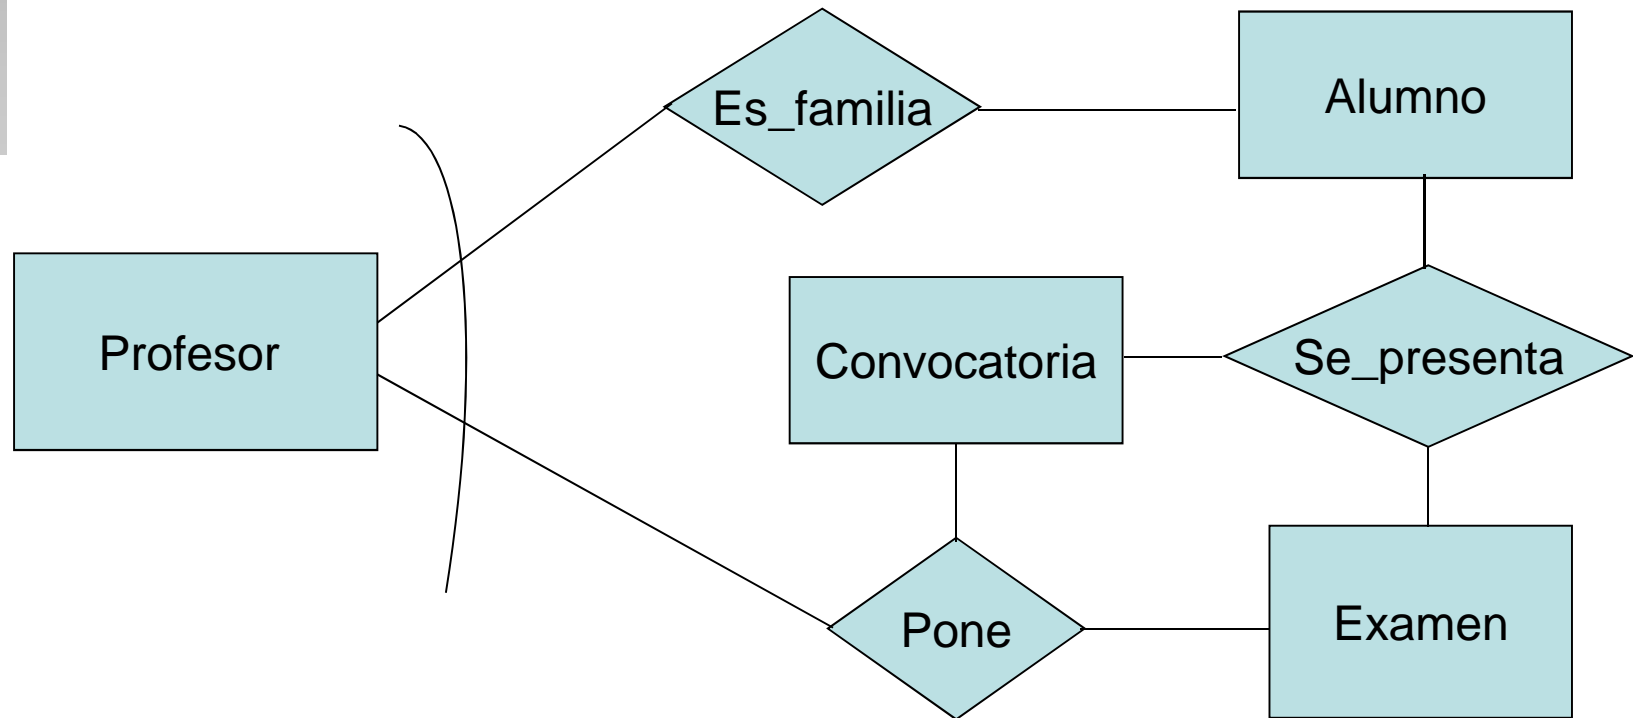 Es_familia
Alumno
Profesor
Convocatoria
Se_presenta
Pone
Examen